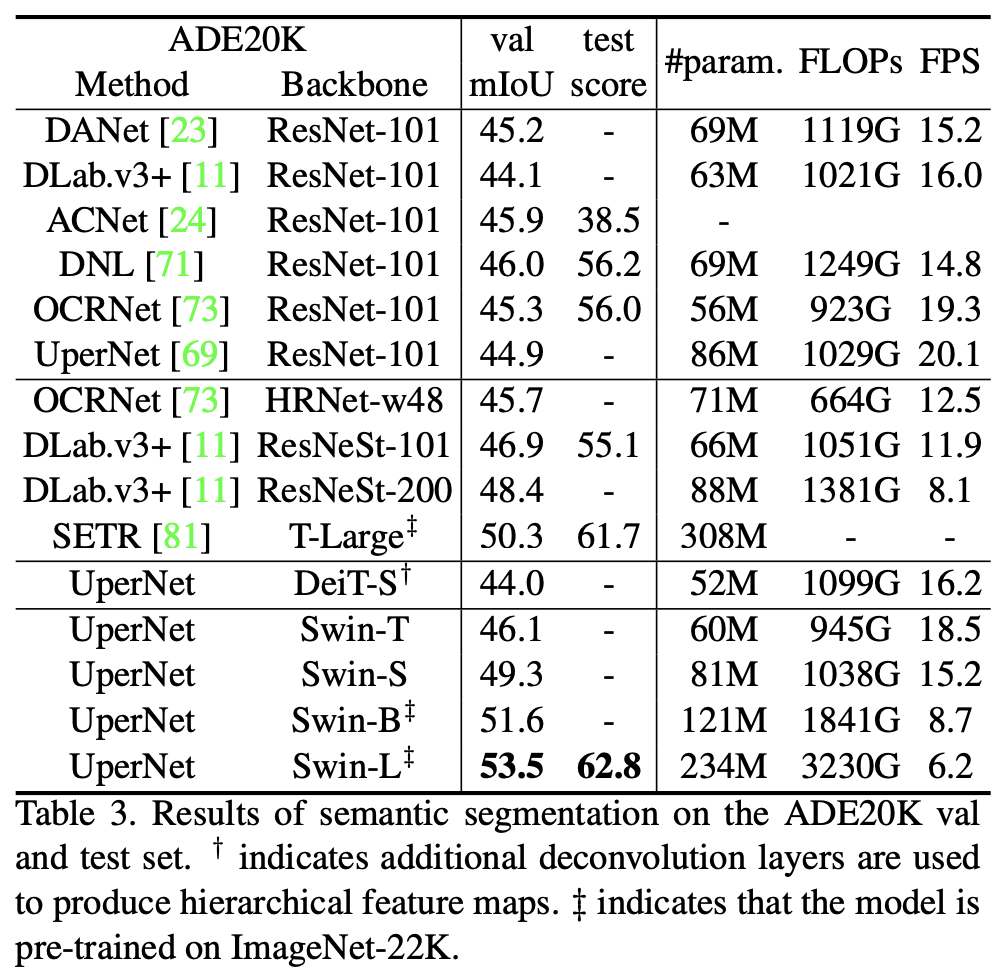 ADE20K val test #param. FLOPs FPS
Method Backbone mIoU score
DANet [23] ResNet-101 45.2 - 69M 1119G 15.2
DLab.v3+ [11] ResNet-101 44.1 - 63M 1021G 16.0
ACNet [24] ResNet-101 45.9 38.5 -
DNL [71] ResNet-101 46.0 56.2 69M 1249G 14.8
OCRNet [73] ResNet-101 45.3 56.0 56M 923G 19.3
UperNet [69] ResNet-101 44.9 - 86M 1029G 20.1
OCRNet [73] HRNet-w48 45.7 - 71M 664G 12.5
DLab.v3+ [11] ResNeSt-101 46.9 55.1 66M 1051G 11.9
DLab.v3+ [11] ResNeSt-200 48.4 - 88M 1381G 8.1
SETR [81] T-Large‡ 50.3 61.7 308M - -
UperNet DeiT-S† 44.0 - 52M 1099G 16.2
UperNet Swin-T 46.1 - 60M 945G 18.5
UperNet Swin-S 49.3 - 81M 1038G 15.2
UperNet Swin-B‡ 51.6 - 121M 1841G 8.7
UperNet Swin-L‡ 53.5 62.8 234M 3230G 6.2
Table 3. Results of semantic segmentation on the ADE20K val
and test set. † indicates additional deconvolution layers are used
to produce hierarchical feature maps. ‡ indicates that the model is
pre-trained on ImageNet-22K.